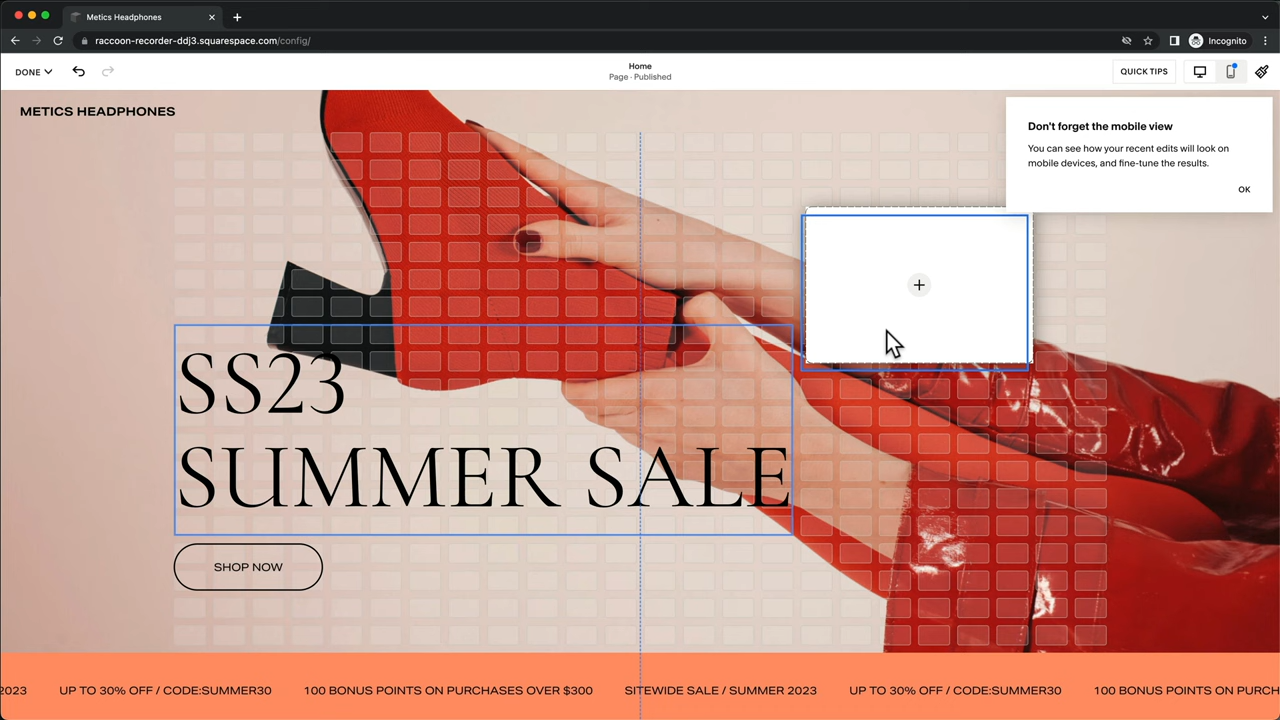 Metics Headphones
raccoon-recorder-ddj3.squarespace.com/config/
Incognito
DONE
Home
Page · Published
QUICK TIPS
METICS HEADPHONES
Don't forget the mobile view
You can see how your recent edits will look on
mobile devices, and fine-tune the results.
OK
SS23
SUMMER SALE
SHOP NOW
2023 UP TO 30% OFF / CODE:SUMMER30 100 BONUS POINTS ON PURCHASES OVER $300 SITEWIDE SALE / SUMMER 2023 UP TO 30% OFF / CODE:SUMMER30 100 BONUS POINTS ON PURCH